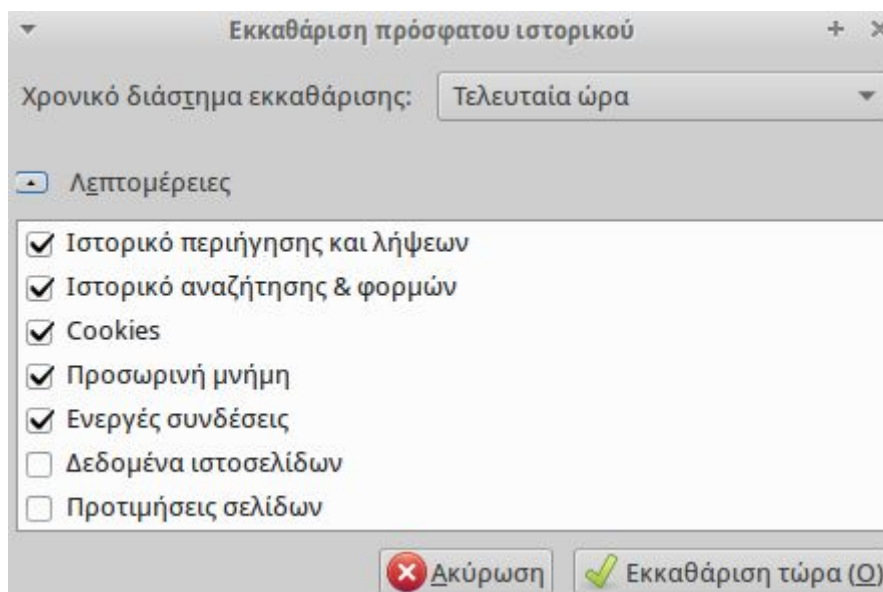 Εκκαθάριση πρόσφατου ιστορικού
Χρονικό διάστημα εκκαθάρισης: Τελευταία ώρα
Λεπτομέρειες
Ιστορικό περιήγησης και λήψεων
Ιστορικό αναζήτησης & φορμών
Cookies
Προσωρινή μνήμη
Ενεργές συνδέσεις
Δεδομένα ιστοσελίδων
Προτιμήσεις σελίδων
Ακύρωση Εκκαθάριση τώρα (O)